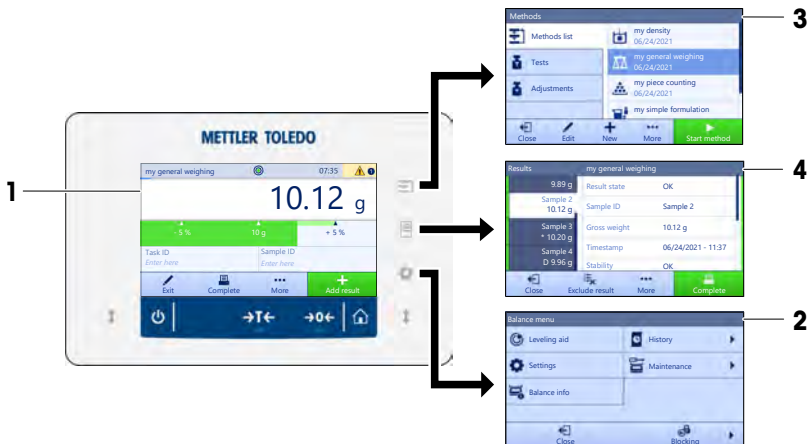 1
METTLER TOLEDO
my general weighing
07:35
10.12 g
- 5 %
10 g
+ 5 %
Task ID
Enter here
Sample ID
Enter here
Exit
Complete
More
Add result
→T←
→0←
3
Methods
Methods list
Tests
Adjustments
my density
06/24/2021
my general weighing
06/24/2021
my piece counting
06/24/2021
my simple formulation
Close
Edit
New
More
Start method
4
Results
my general weighing
9.89 g
Sample 2
10.12 g
Sample 3
* 10.20 g
Sample 4
D 9.96 g
Result state
OK
Sample ID
Sample 2
Gross weight
10.12 g
Timestamp
06/24/2021 - 11:37
Stability
OK
Close
Exclude result
More
Complete
2
Balance menu
Leveling aid
History
Settings
Maintenance
Balance info
Close
Blocking